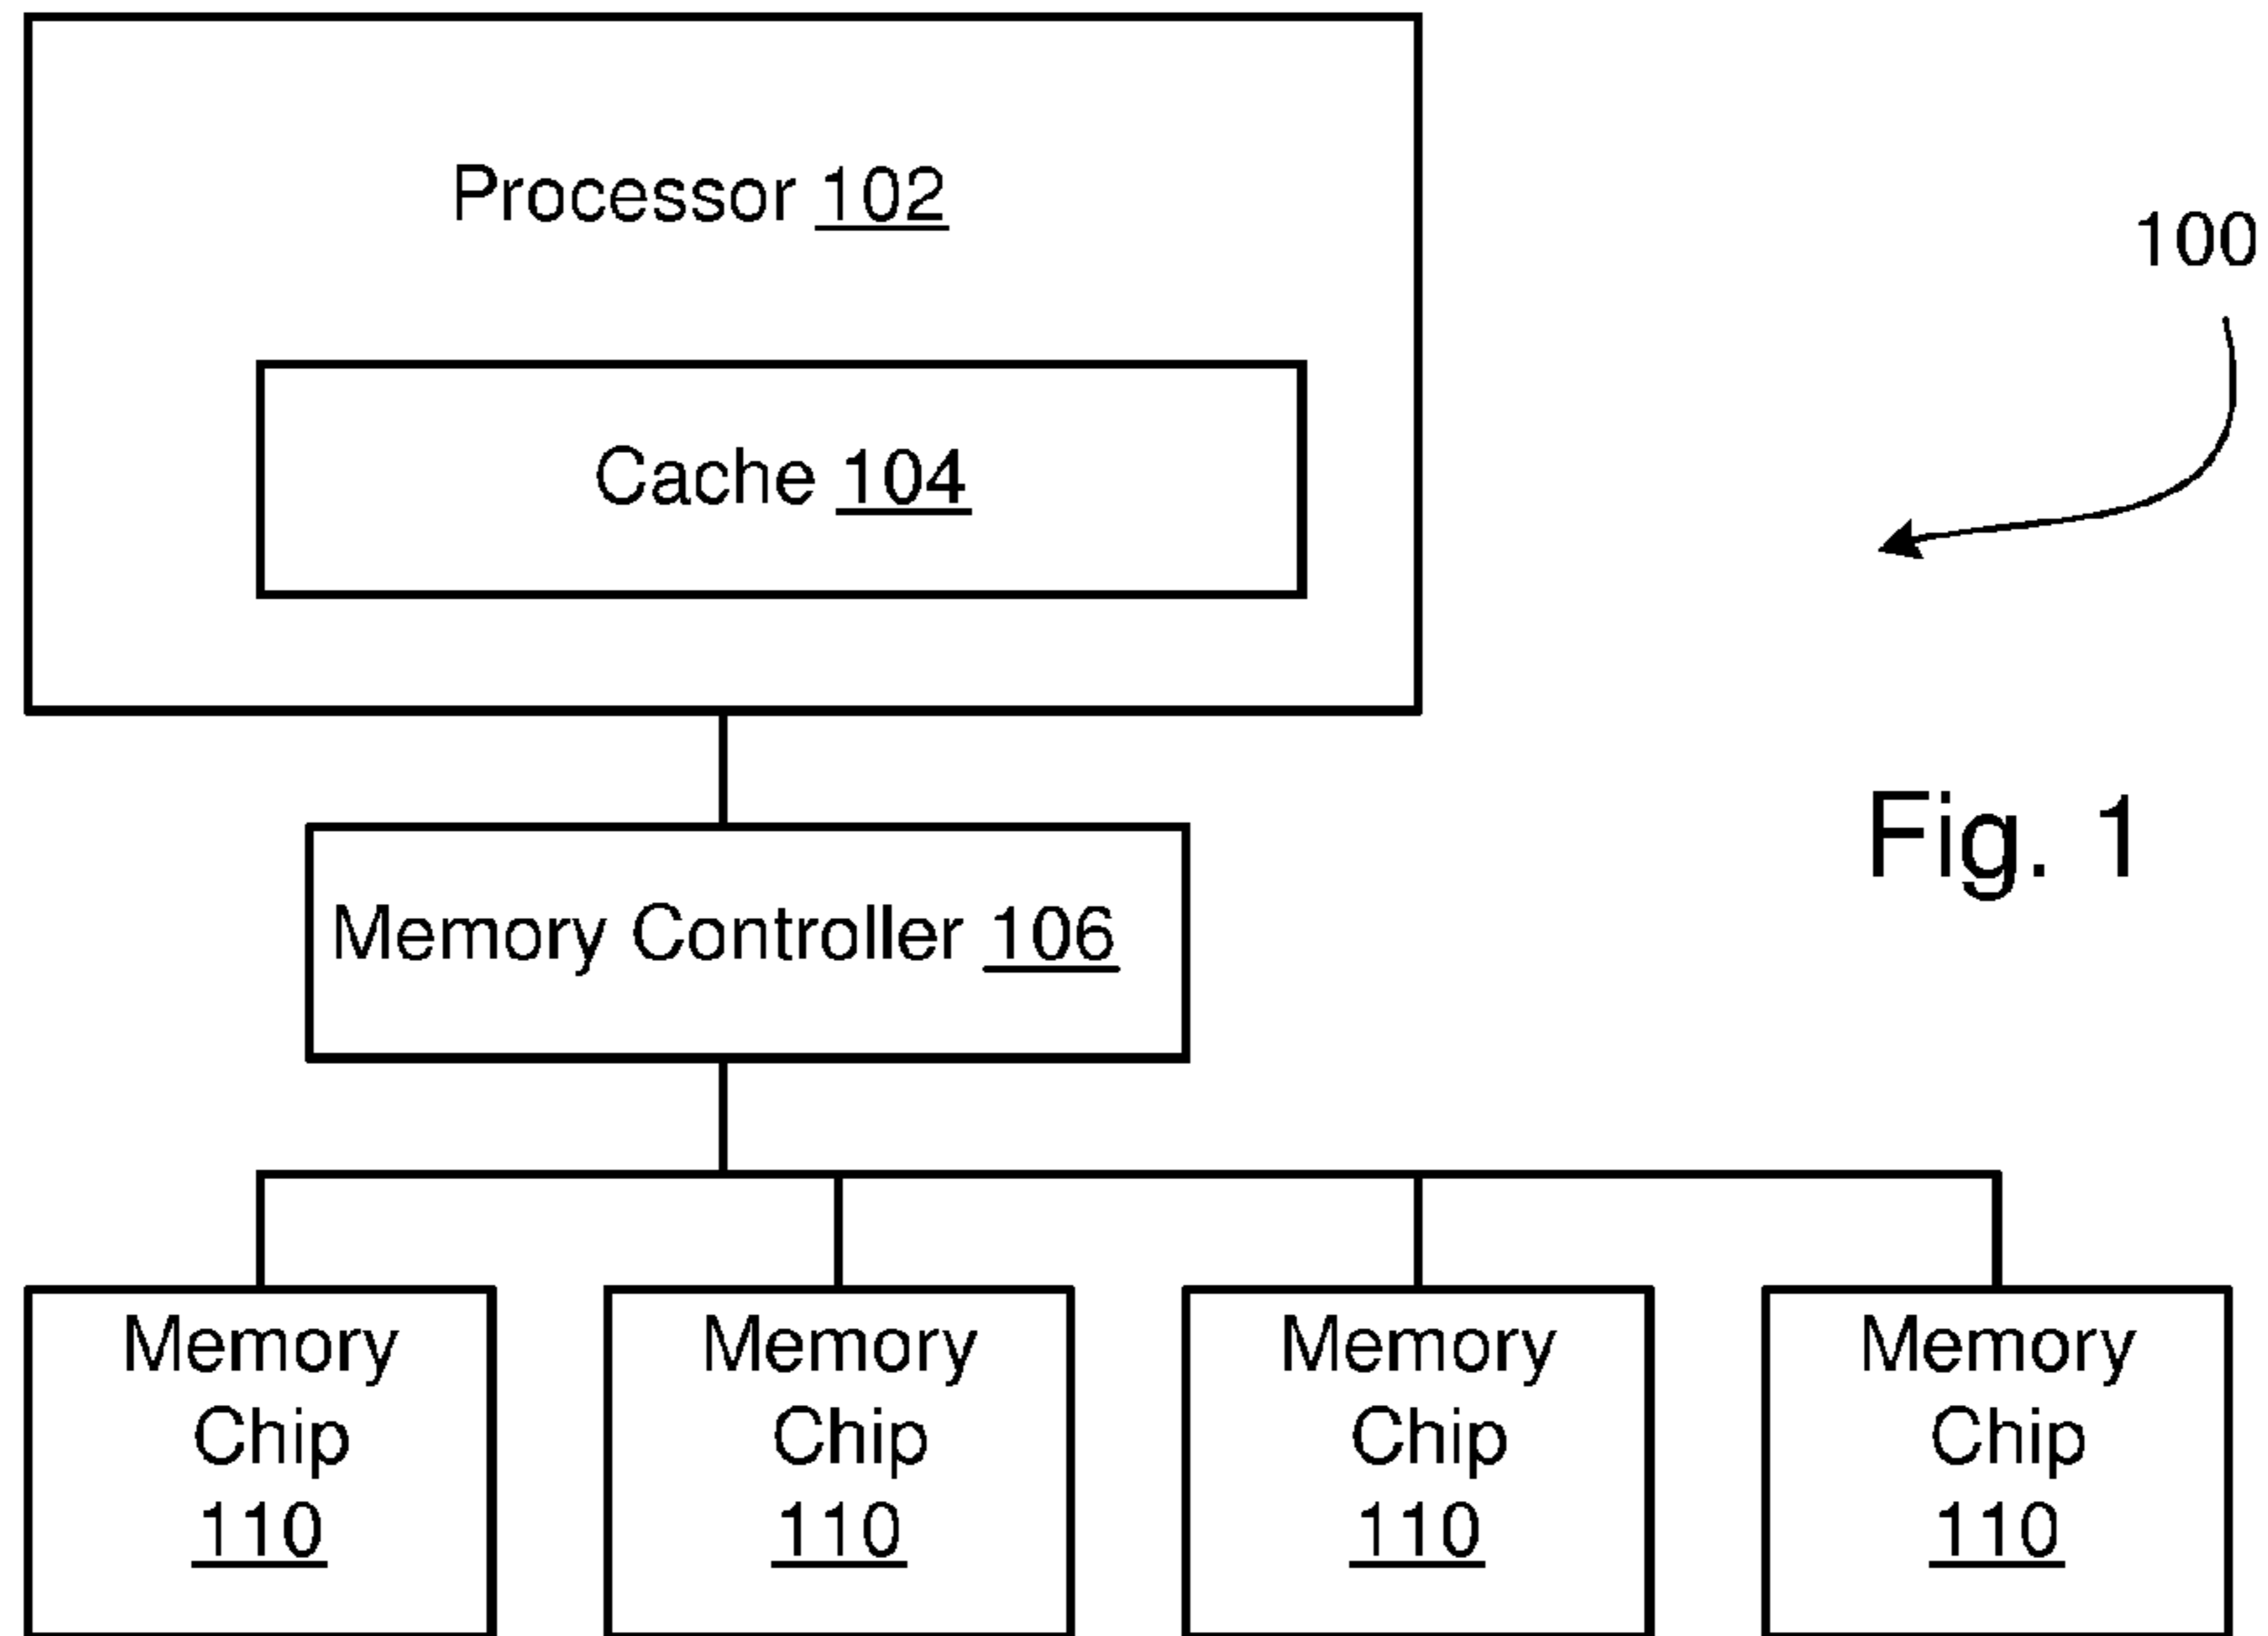 Processor 102
100
Cache 104
Fig. 1
Memory Controller 106
Memory
Chip
110
Memory
Chip
110
Memory
Chip
110
Memory
Chip
110